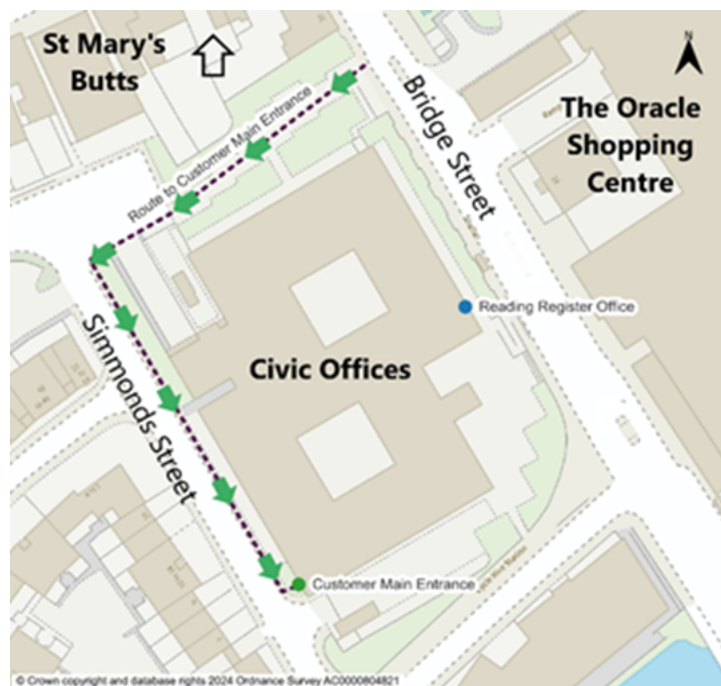 St Mary's
Butts
N
The Oracle
Shopping
Centre
Bridge Street
Route to Customer Main Entrance
Reading Register Office
Civic Offices
Simmonds Street
Customer Main Entrance
© Crown copyright and database rights 2024 Ordnance Survey AC0000804821